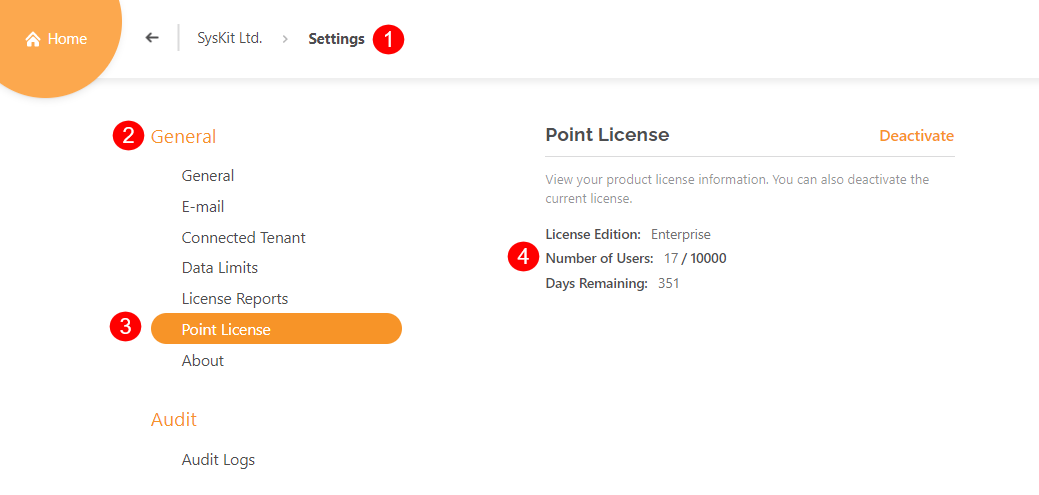 Home
SysKit Ltd. > Settings 1
2 General
General
E-mail
Connected Tenant
Data Limits
License Reports
3 Point License
About
Audit
Audit Logs
Point License Deactivate
View your product license information. You can also deactivate the
current license.
License Edition: Enterprise
4 Number of Users: 17 / 10000
Days Remaining: 351